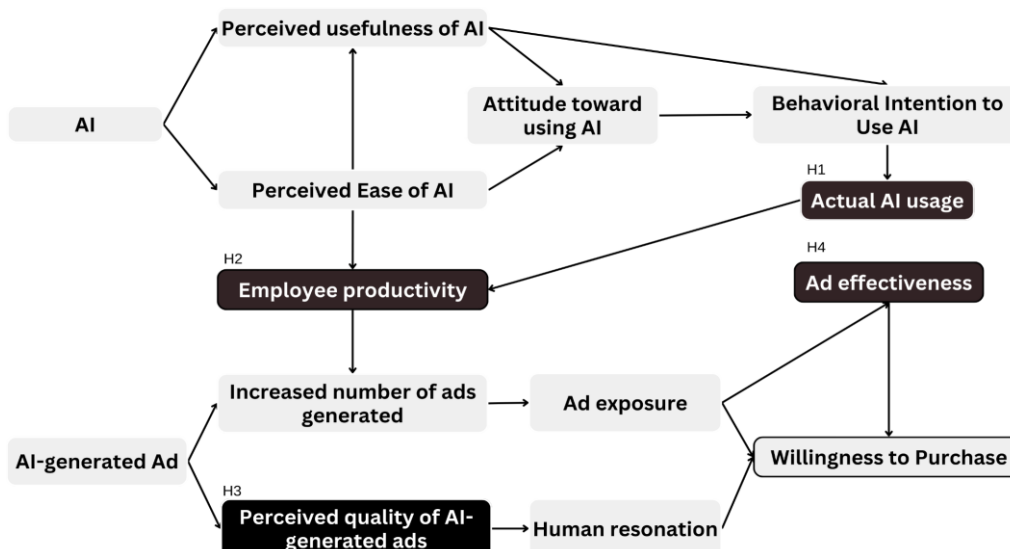 Perceived usefulness of AI
AI
Attitude toward
using AI
Behavioral Intention to
Use AI
Perceived Ease of AI
H1
Actual AI usage
H2
Employee productivity
H4
Ad effectiveness
Increased number of ads
generated
Ad exposure
AI-generated Ad
Willingness to Purchase
H3
Perceived quality of AI-
generated ads
Human resonation